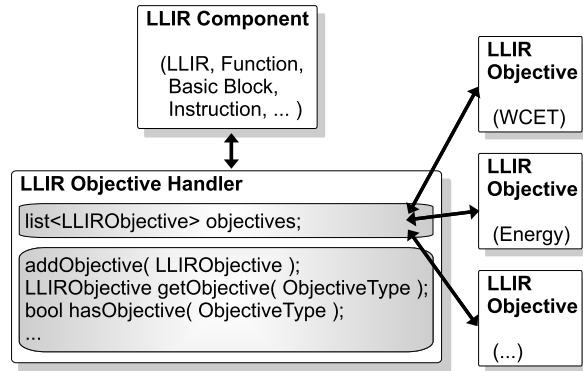 LLIR Component
(LLIR, Function,
Basic Block,
Instruction, ... )
LLIR Objective Handler
list<LLIRObjective> objectives;
addObjective( LLIRObjective );
LLIRObjective getObjective( ObjectiveType );
bool hasObjective( ObjectiveType );
...
LLIR
Objective
(WCET)
LLIR
Objective
(Energy)
LLIR
Objective
(...)